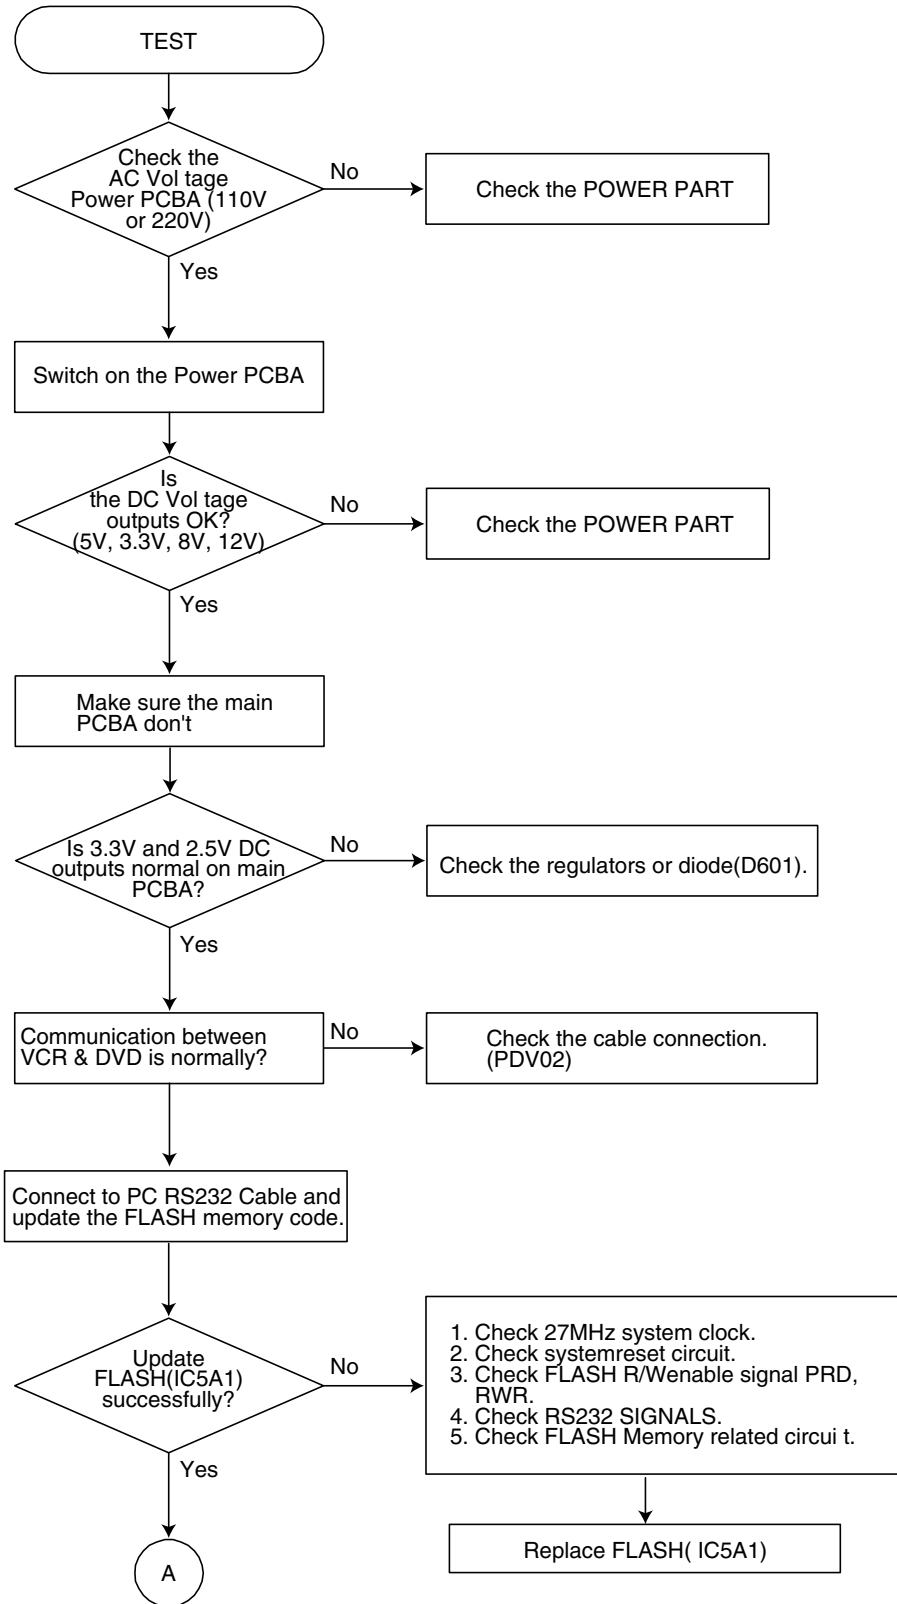 TEST
Check the
AC Vol tage
Power PCBA (110V
or 220V)
No
Check the POWER PART
Yes
Switch on the Power PCBA
Is
the DC Vol tage
outputs OK?
(5V, 3.3V, 8V, 12V)
No
Check the POWER PART
Yes
Make sure the main
PCBA don't
Is 3.3V and 2.5V DC
outputs normal on main
PCBA?
No
Check the regulators or diode(D601).
Yes
Communication between
VCR & DVD is normally?
No
Check the cable connection.
(PDV02)
Connect to PC RS232 Cable and
update the FLASH memory code.
Update
FLASH(IC5A1)
successfully?
No
1. Check 27MHz system clock.
2. Check systemreset circuit.
3. Check FLASH R/Wenable signal PRD,
RWR.
4. Check RS232 SIGNALS.
5. Check FLASH Memory related circui t.
Yes
Replace FLASH( IC5A1)
A